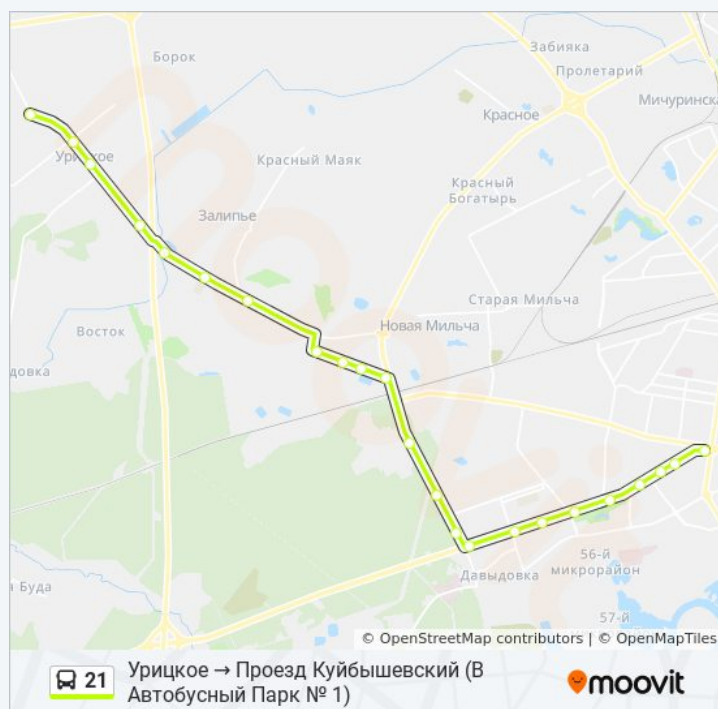 Борок
Забияка
Пролетарий
Мичуринска
Красное
Урицкое
Красный Маяк
Красный
Богатырь
Залипье
Старая Мильча
Восток
Новая Мильча
довка
56-й
микрорайон
Давыдовка
а Буда
57-й
© OpenStreetMap contributors | © OpenMapTiles
21 Урицкое → Проезд Куйбышевский (В
Автобусный Парк № 1)
moovit